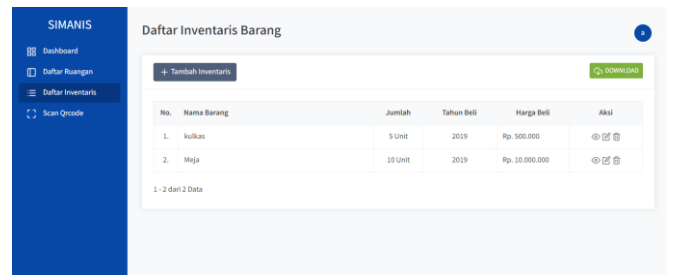 SIMANIS
Dashboard
Daftar Ruangan
Daftar Inventaris
Scan Qrcode
Daftar Inventaris Barang
a
+ Tambah Inventaris
DOWNLOAD
No. Nama Barang Jumlah Tahun Beli Harga Beli Aksi
1. kulkas 5 Unit 2019 Rp. 500.000
2. Meja 10 Unit 2019 Rp. 10.000.000
1 - 2 dari 2 Data